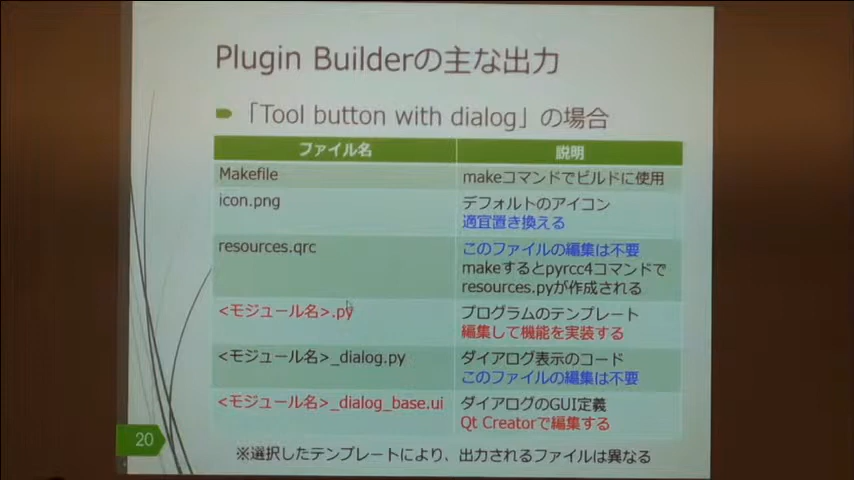 Plugin Builderの主な出力
「Tool button with dialog」の場合
ファイル名 説明
Makefile makeコマンドでビルドに使用
icon.png デフォルトのアイコン
適宜置き換える
resources.qrc このファイルの編集は不要
makeするとpyrcc4コマンドで
resources.pyが作成される
<モジュール名>.py プログラムのテンプレート
編集して機能を実装する
<モジュール名>_dialog.py ダイアログ表示のコード
このファイルの編集は不要
<モジュール名>_dialog_base.ui ダイアログのGUI定義
Qt Creatorで編集する
20
※選択したテンプレートにより、出力されるファイルは異なる